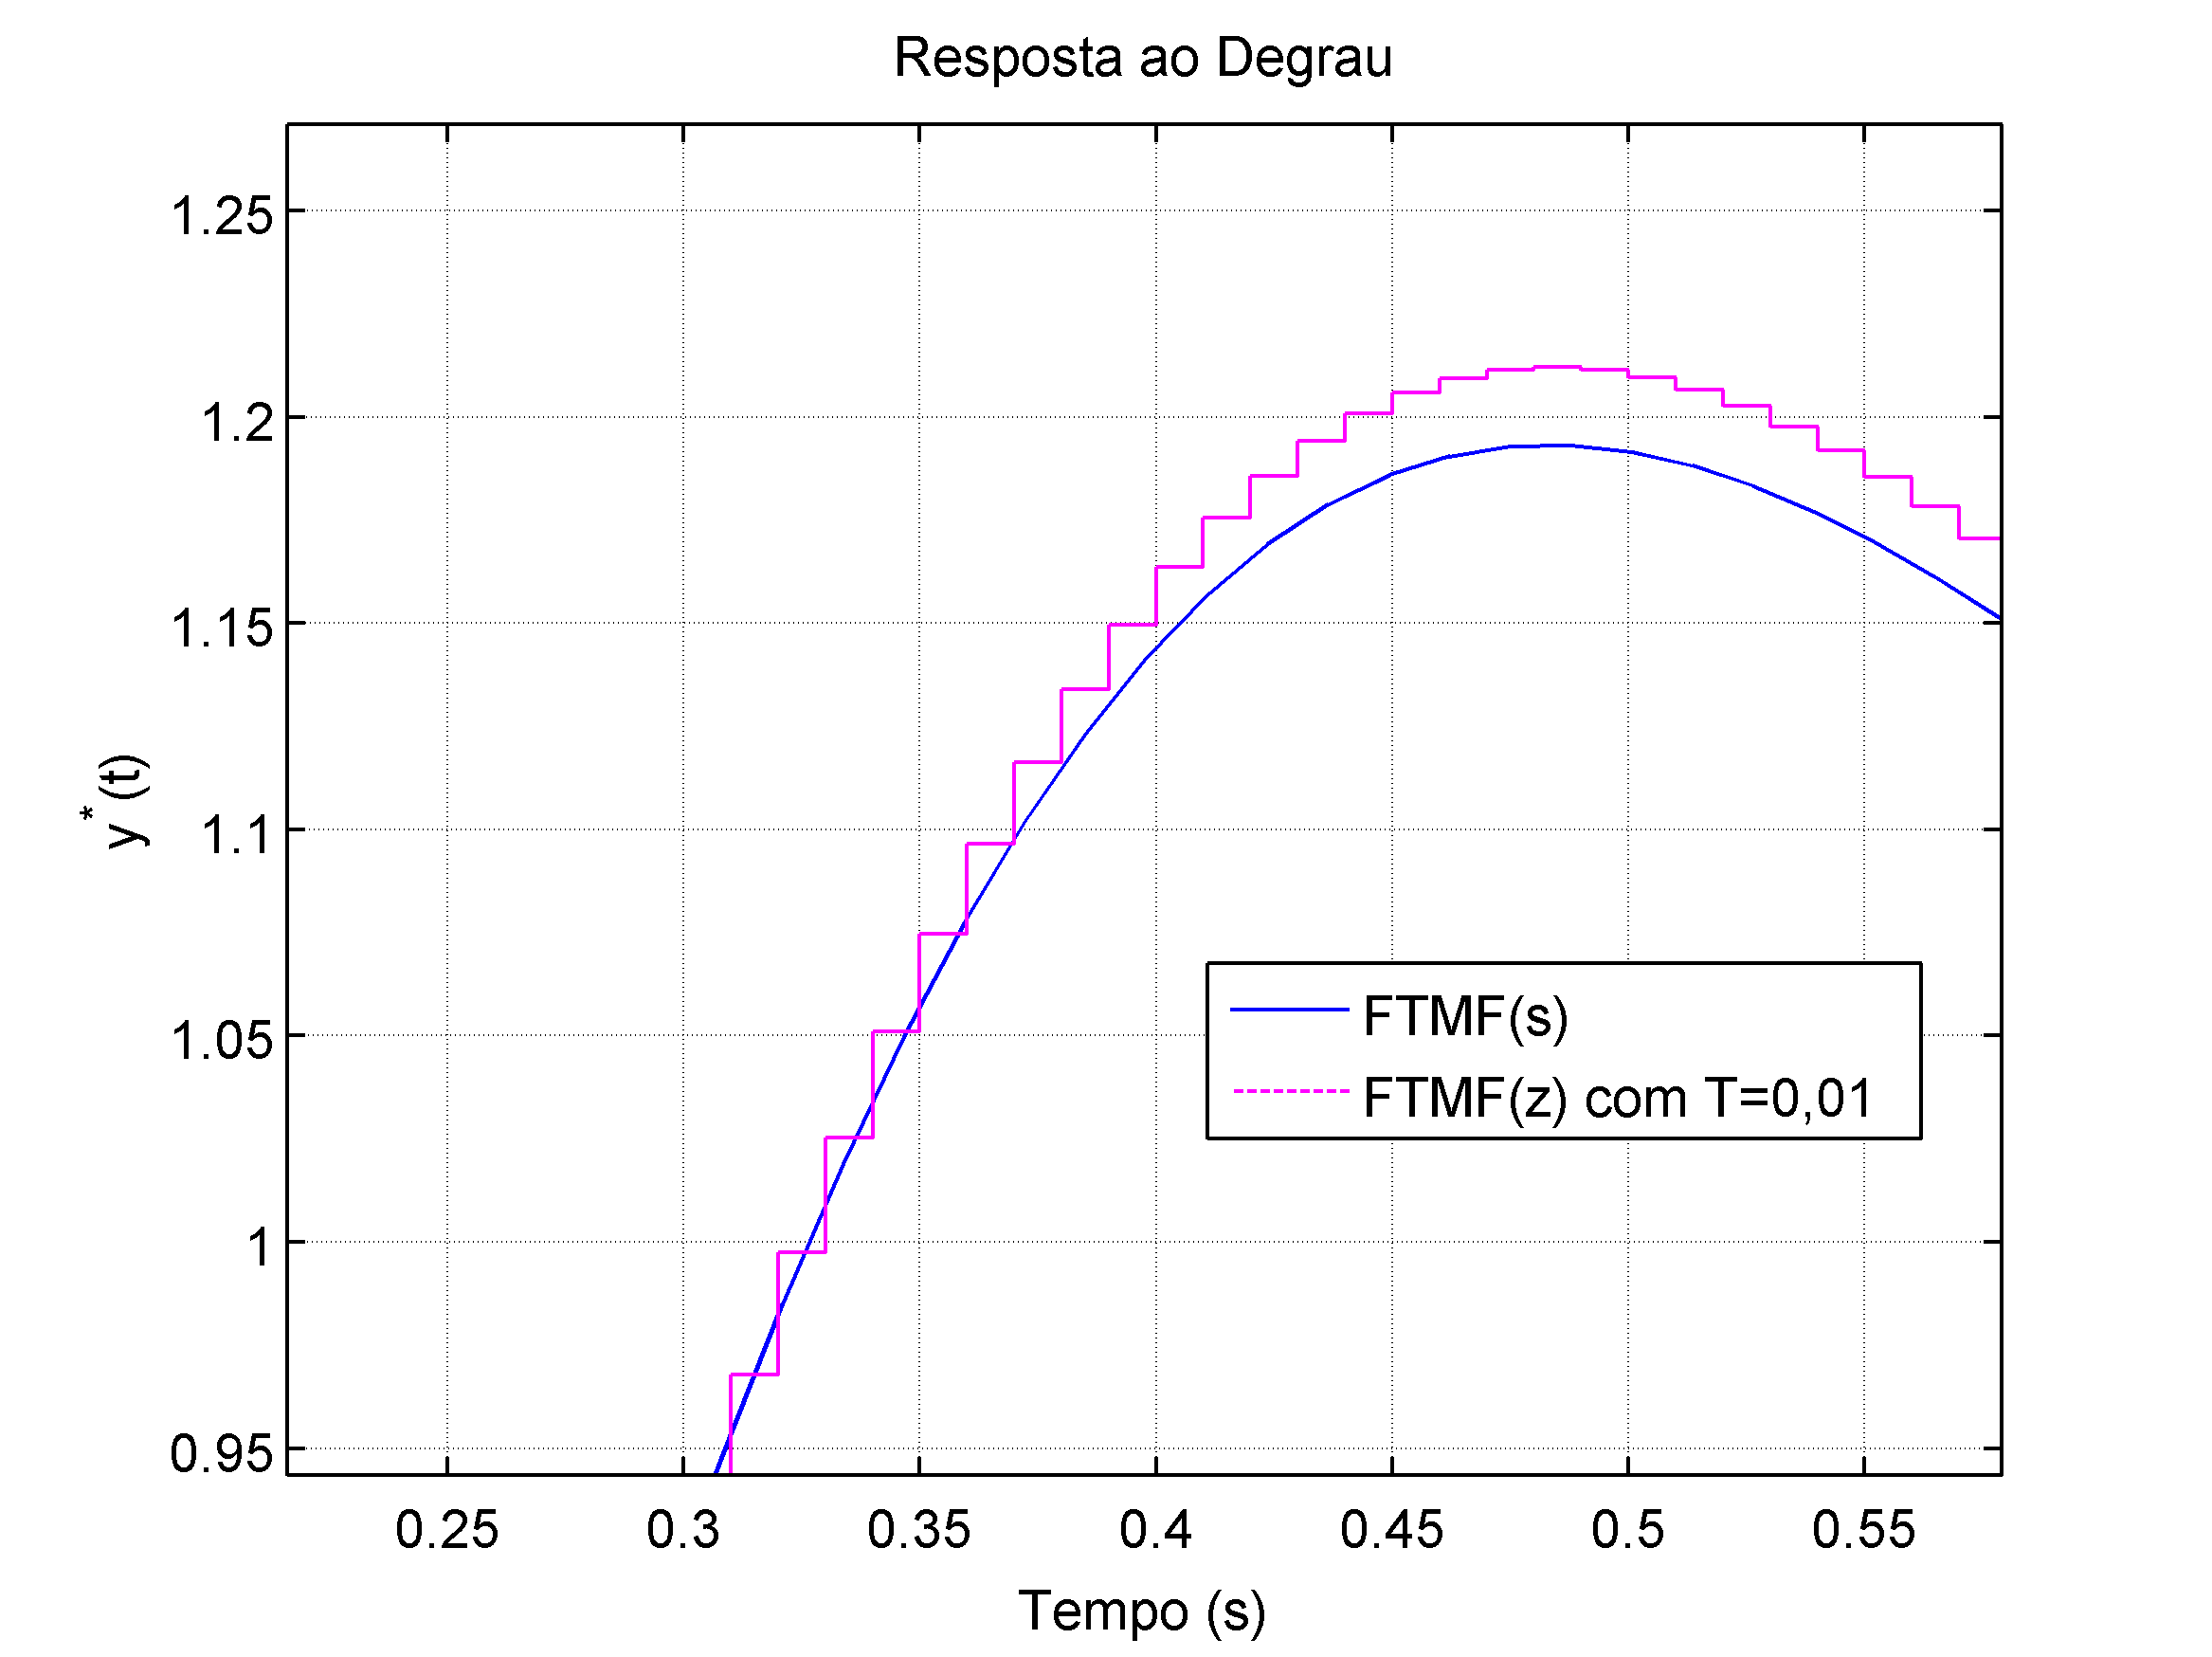 Resposta ao Degrau
1.25
1.2
1.15
1.1
1.05
1
0.95
y*(t)
FTMF(s)
FTMF(z) com T=0,01
0.25 0.3 0.35 0.4 0.45 0.5 0.55
Tempo (s)